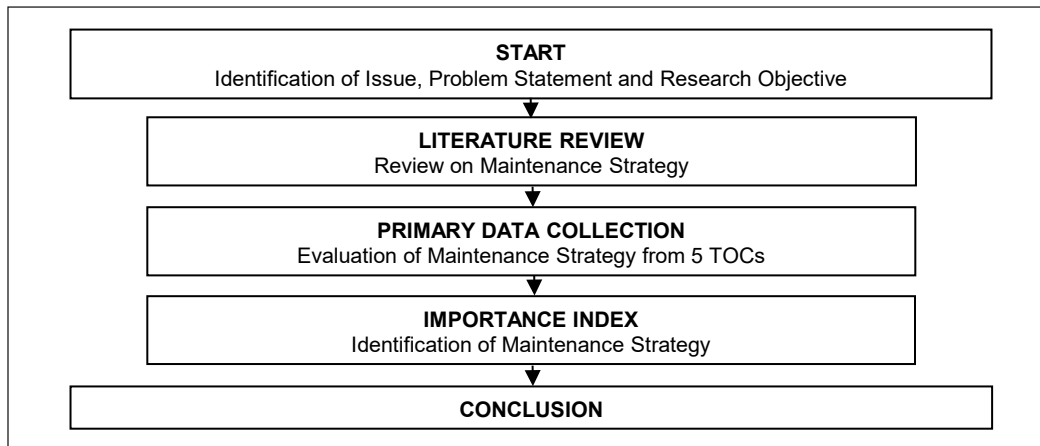 START
Identification of Issue, Problem Statement and Research Objective
LITERATURE REVIEW
Review on Maintenance Strategy
PRIMARY DATA COLLECTION
Evaluation of Maintenance Strategy from 5 TOCs
IMPORTANCE INDEX
Identification of Maintenance Strategy
CONCLUSION